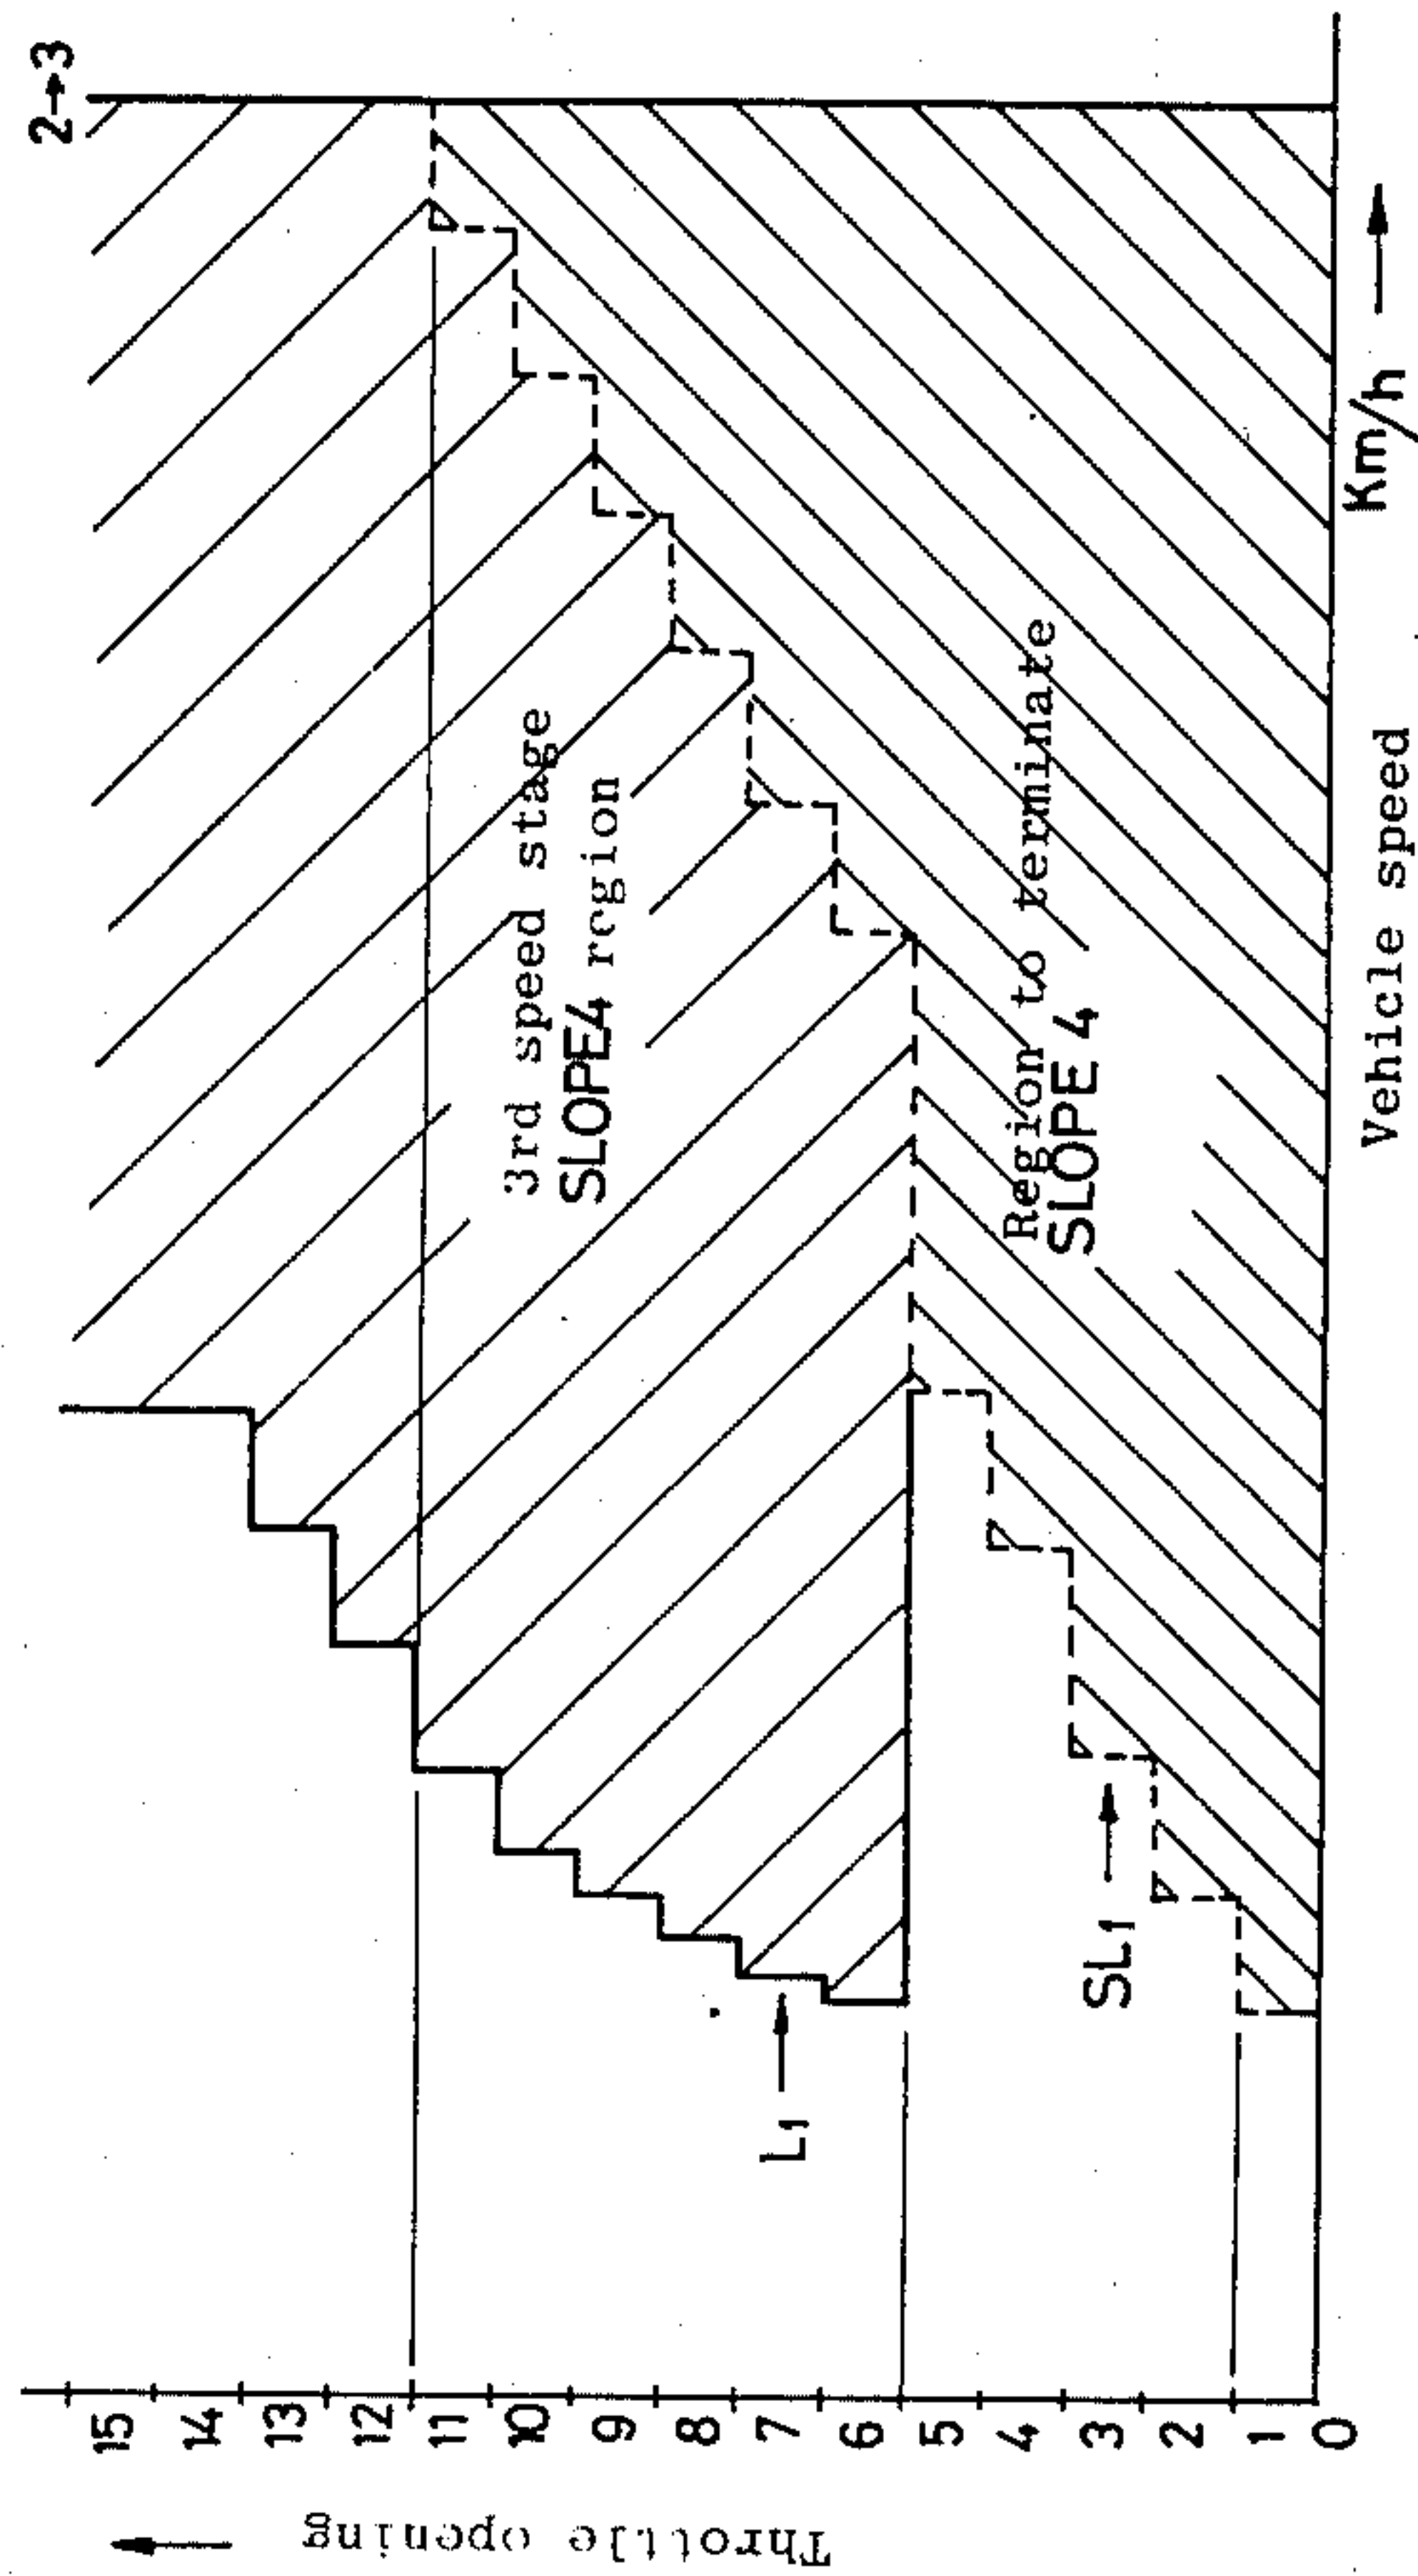 2→3
3rd speed stage
SLOPE4 region
Region to terminate
SLOPE 4
L1
SL1
Throttle opening
15
14
13
12
11
10
9
8
7
6
5
4
3
2
1
0
Km/h
Vehicle speed